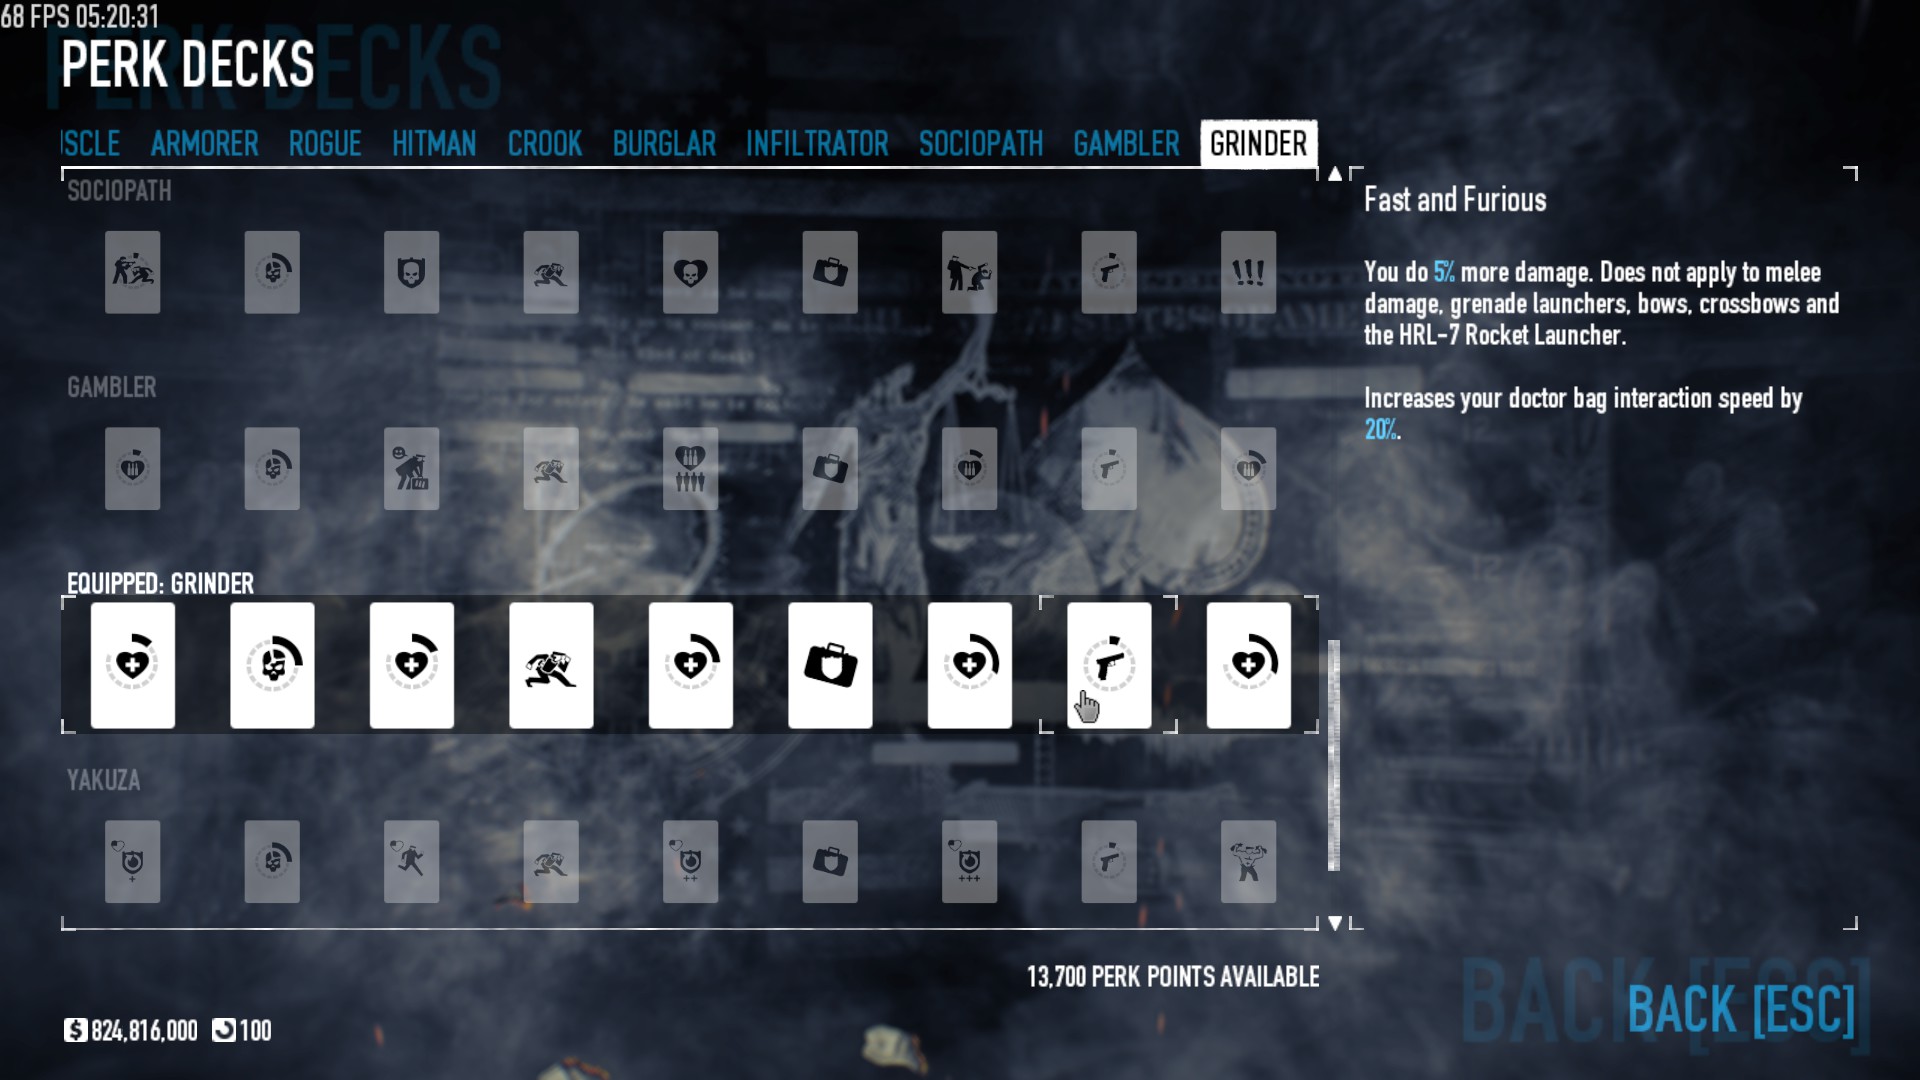 68 FPS 05:20:31
PERK DECKS
USCLE ARMORER ROGUE HITMAN CROOK BURGLAR INFILTRATOR SOCIOPATH GAMBLER GRINDER
SOCIOPATH
GAMBLER
EQUIPPED: GRINDER
YAKUZA
Fast and Furious
You do 5% more damage. Does not apply to melee
damage, grenade launchers, bows, crossbows and
the HRL-7 Rocket Launcher.
Increases your doctor bag interaction speed by
20%.
13,700 PERK POINTS AVAILABLE
$ 824,816,000 100
BACK [ESC]